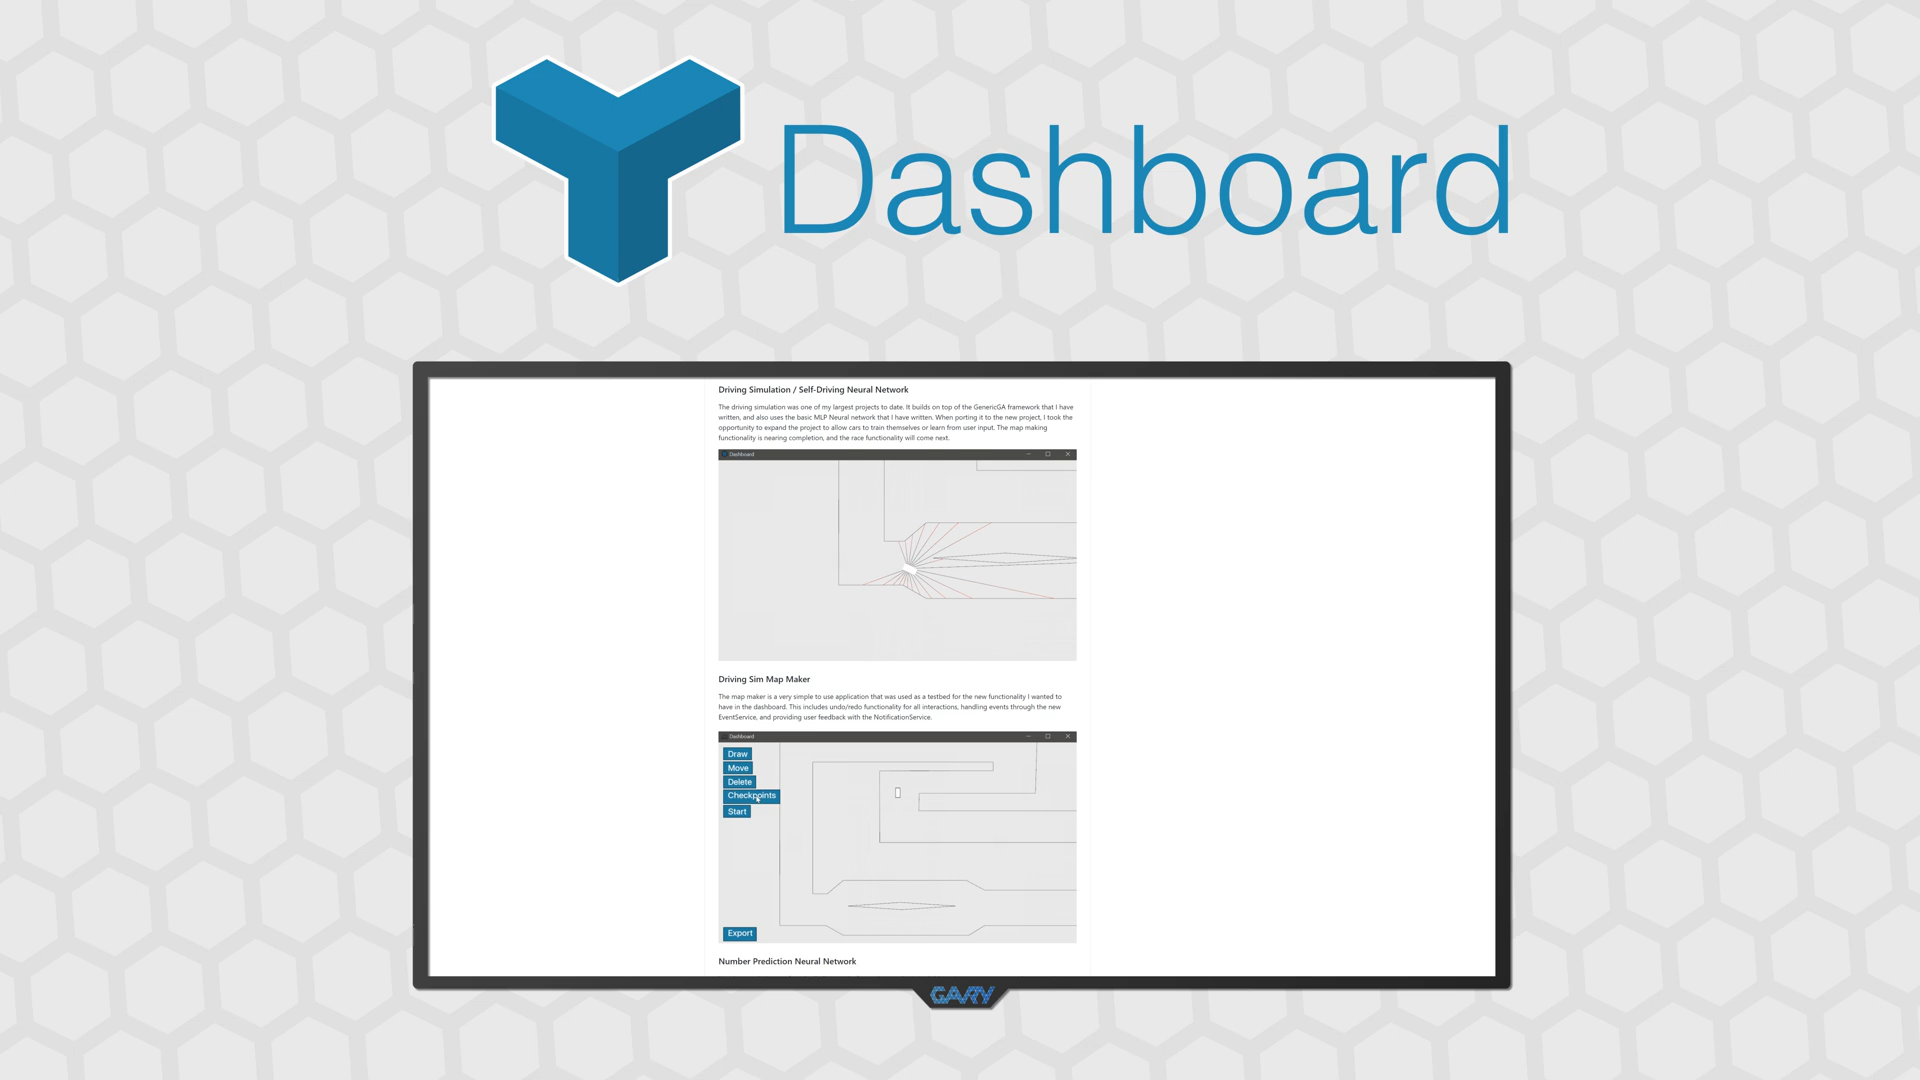 Dashboard
Driving Simulation / Self-Driving Neural Network
The driving simulation was one of my largest projects to date. It builds on top of the GenericGA framework that I have
written, and also uses the basic MLP Neural network that I have written. When porting it to the new project, I took the
opportunity to expand the project to allow cars to train themselves or learn from user input. The map making
functionality is nearing completion, and the race functionality will come next.
Dashboard
Driving Sim Map Maker
The map maker is a very simple to use application that was used as a testbed for the new functionality I wanted to
have in the dashboard. This includes undo/redo functionality for all interactions, handling events through the new
EventService, and providing user feedback with the NotificationService.
Dashboard
Draw
Move
Delete
Checkpoints
Start
Export
Number Prediction Neural Network
GARY